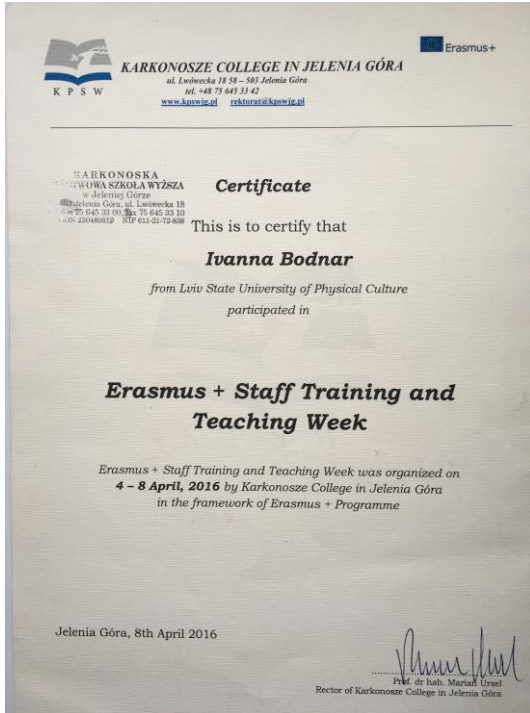 Erasmus+
KARKONOSZE COLLEGE IN JELENIA GÓRA
ul. Lwówecka 18 58 – 503 Jelenia Góra
tel. +48 75 645 33 42
www.kpswjg.pl rektorat@kpswjg.pl
K P S W
KARKONOSKA
SZKOŁA WYŻSZA
w Jeleniej Górze
Jelenia Góra, ul. Lwówecka 18
75 645 33 00, fax 75 645 33 10
NIP 611-21-72-838
Certificate
This is to certify that
Ivanna Bodnar
from Lviv State University of Physical Culture
participated in
Erasmus + Staff Training and
Teaching Week
Erasmus + Staff Training and Teaching Week was organized on
4 – 8 April, 2016 by Karkonosze College in Jelenia Góra
in the framework of Erasmus + Programme
Jelenia Góra, 8th April 2016
Prof. dr hab. Marian Ursel
Rector of Karkonosze College in Jelenia Góra